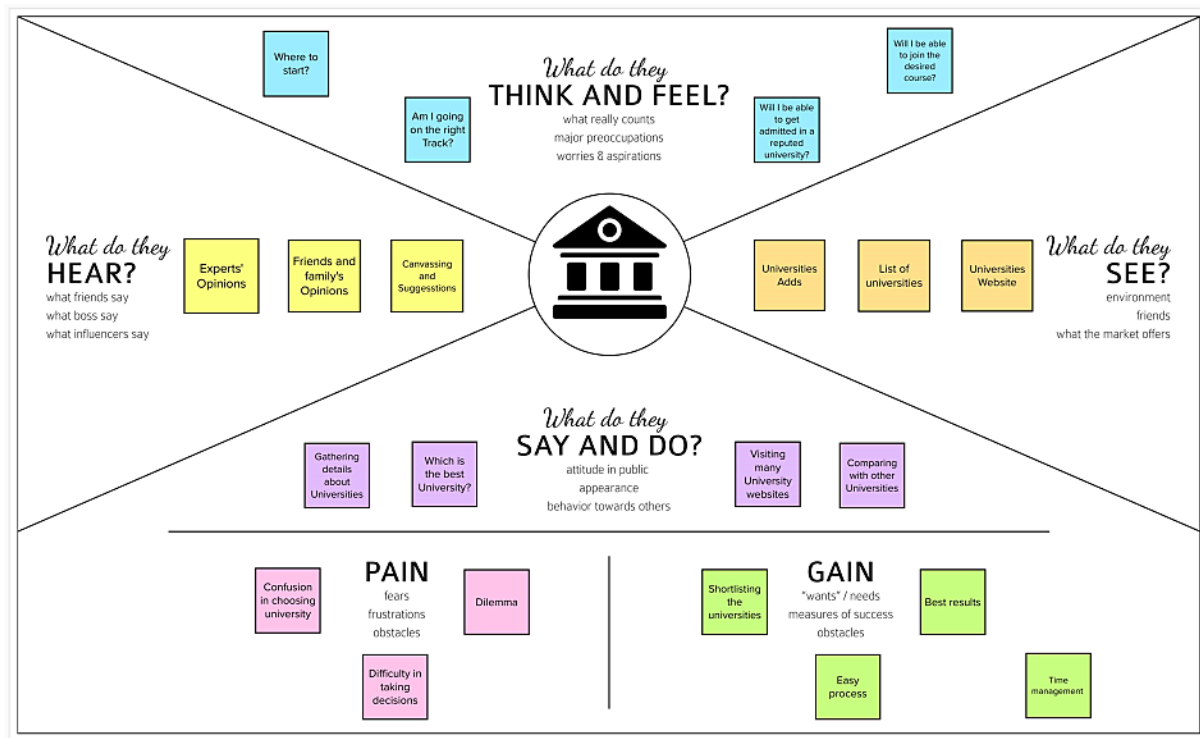 Where to
start?
Am I going
on the right
Track?
What do they
THINK AND FEEL?
what really counts
major preoccupations
worries & aspirations
Will I be able
to get
admitted in a
reputed
university?
Will I be able
to join the
desired
course?
What do they
HEAR?
what friends say
what boss say
what influencers say
Experts'
Opinions
Friends and
family's
Opinions
Canvassing
and
Suggesstions
Universities
Adds
List of
universities
Universities
Website
What do they
SEE?
environment
friends
what the market offers
What do they
SAY AND DO?
attitude in public
appearance
behavior towards others
Gathering
details
about
Universities
Which is
the best
University?
Visiting
many
University
websites
Comparing
with other
Universities
PAIN
fears
frustrations
obstacles
Confusion
in choosing
university
Dilemma
Difficulty in
taking
decisions
GAIN
"wants" / needs
measures of success
obstacles
Shortlisting
the
universities
Best results
Easy
process
Time
management